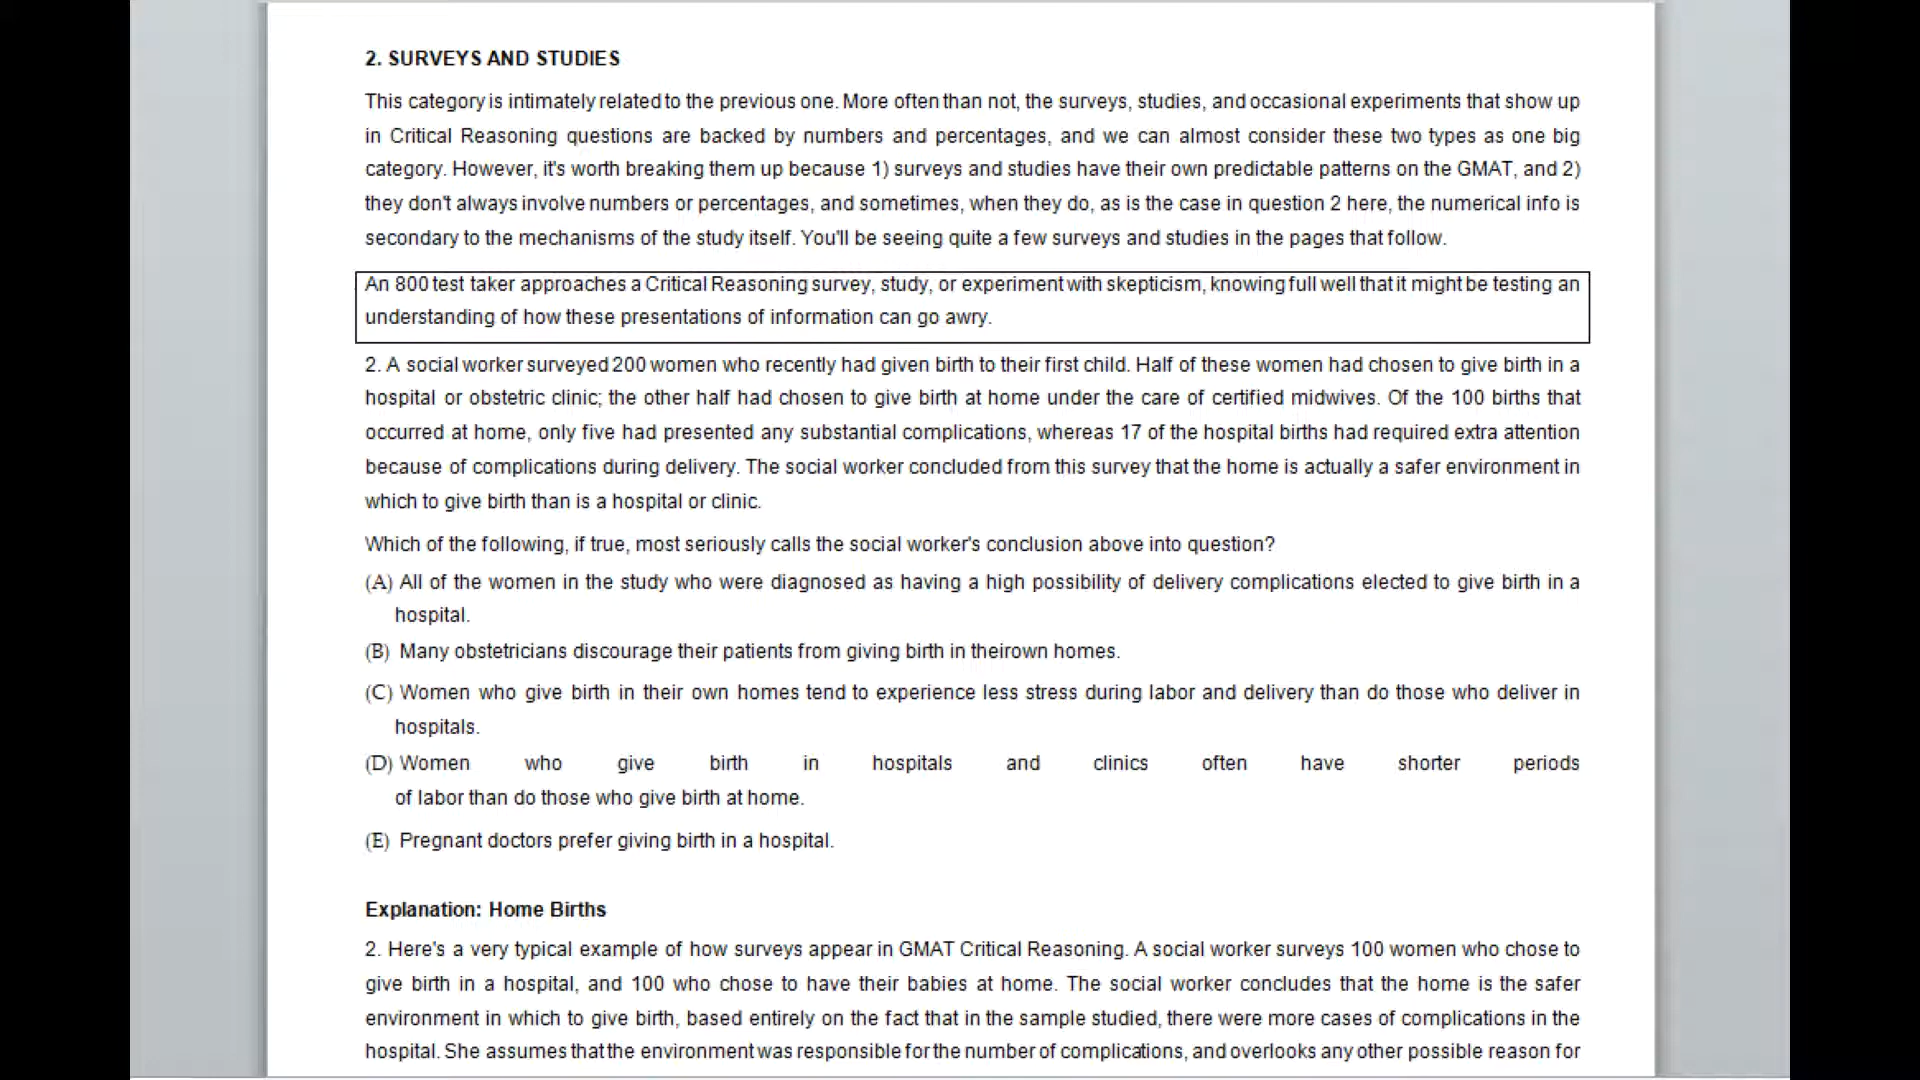 2. SURVEYS AND STUDIES
This category is intimately related to the previous one. More often than not, the surveys, studies, and occasional experiments that show up
in Critical Reasoning questions are backed by numbers and percentages, and we can almost consider these two types as one big
category. However, it's worth breaking them up because 1) surveys and studies have their own predictable patterns on the GMAT, and 2)
they don't always involve numbers or percentages, and sometimes, when they do, as is the case in question 2 here, the numerical info is
secondary to the mechanisms of the study itself. You'll be seeing quite a few surveys and studies in the pages that follow.
An 800 test taker approaches a Critical Reasoning survey, study, or experiment with skepticism, knowing full well that it might be testing an
understanding of how these presentations of information can go awry.
2. A social worker surveyed 200 women who recently had given birth to their first child. Half of these women had chosen to give birth in a
hospital or obstetric clinic; the other half had chosen to give birth at home under the care of certified midwives. Of the 100 births that
occurred at home, only five had presented any substantial complications, whereas 17 of the hospital births had required extra attention
because of complications during delivery. The social worker concluded from this survey that the home is actually a safer environment in
which to give birth than is a hospital or clinic.
Which of the following, if true, most seriously calls the social worker's conclusion above into question?
(A) All of the women in the study who were diagnosed as having a high possibility of delivery complications elected to give birth in a
hospital.
(B) Many obstetricians discourage their patients from giving birth in theirown homes.
(C) Women who give birth in their own homes tend to experience less stress during labor and delivery than do those who deliver in
hospitals.
(D) Women who give birth in hospitals and clinics often have shorter periods
of labor than do those who give birth at home.
(E) Pregnant doctors prefer giving birth in a hospital.
Explanation: Home Births
2. Here's a very typical example of how surveys appear in GMAT Critical Reasoning. A social worker surveys 100 women who chose to
give birth in a hospital, and 100 who chose to have their babies at home. The social worker concludes that the home is the safer
environment in which to give birth, based entirely on the fact that in the sample studied, there were more cases of complications in the
hospital. She assumes that the environment was responsible for the number of complications, and overlooks any other possible reason for